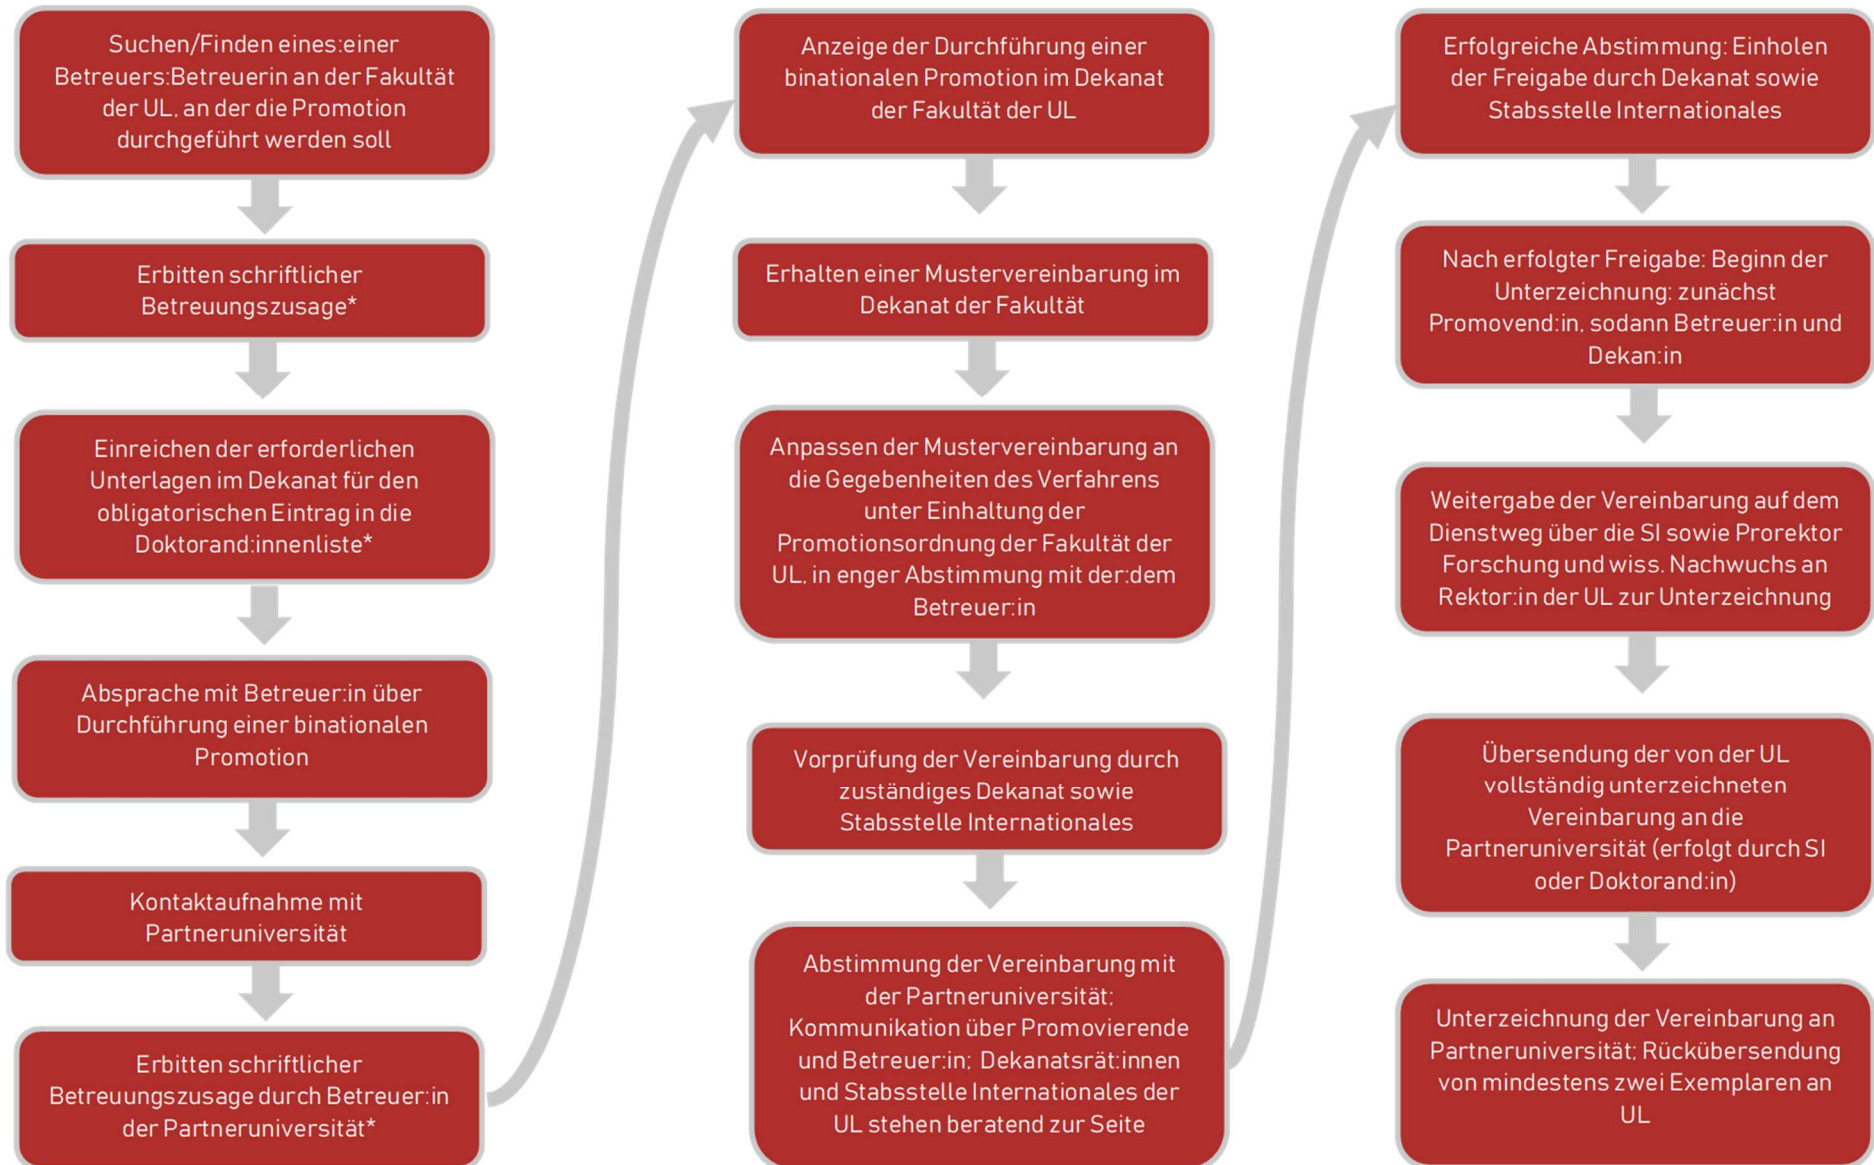 Suchen/Finden eines:einer
Betreuers:Betreuerin an der Fakultät
der UL, an der die Promotion
durchgeführt werden soll
Erbitten schriftlicher
Betreuungszusage*
Einreichen der erforderlichen
Unterlagen im Dekanat für den
obligatorischen Eintrag in die
Doktorand:innenliste*
Absprache mit Betreuer:in über
Durchführung einer binationalen
Promotion
Kontaktaufnahme mit
Partneruniversität
Erbitten schriftlicher
Betreuungszusage durch Betreuer:in
der Partneruniversität*
Anzeige der Durchführung einer
binationalen Promotion im Dekanat
der Fakultät der UL
Erhalten einer Mustervereinbarung im
Dekanat der Fakultät
Anpassen der Mustervereinbarung an
die Gegebenheiten des Verfahrens
unter Einhaltung der
Promotionsordnung der Fakultät der
UL, in enger Abstimmung mit der:dem
Betreuer:in
Vorprüfung der Vereinbarung durch
zuständiges Dekanat sowie
Stabsstelle Internationales
Abstimmung der Vereinbarung mit
der Partneruniversität;
Kommunikation über Promovierende
und Betreuer:in; Dekanatsrät:innen
und Stabsstelle Internationales der
UL stehen beratend zur Seite
Erfolgreiche Abstimmung: Einholen
der Freigabe durch Dekanat sowie
Stabsstelle Internationales
Nach erfolgter Freigabe: Beginn der
Unterzeichnung: zunächst
Promovend:in, sodann Betreuer:in und
Dekan:in
Weitergabe der Vereinbarung auf dem
Dienstweg über die SI sowie Prorektor
Forschung und wiss. Nachwuchs an
Rektor:in der UL zur Unterzeichnung
Übersendung der von der UL
vollständig unterzeichneten
Vereinbarung an die
Partneruniversität (erfolgt durch SI
oder Doktorand:in)
Unterzeichnung der Vereinbarung an
Partneruniversität; Rückübersendung
von mindestens zwei Exemplaren an
UL